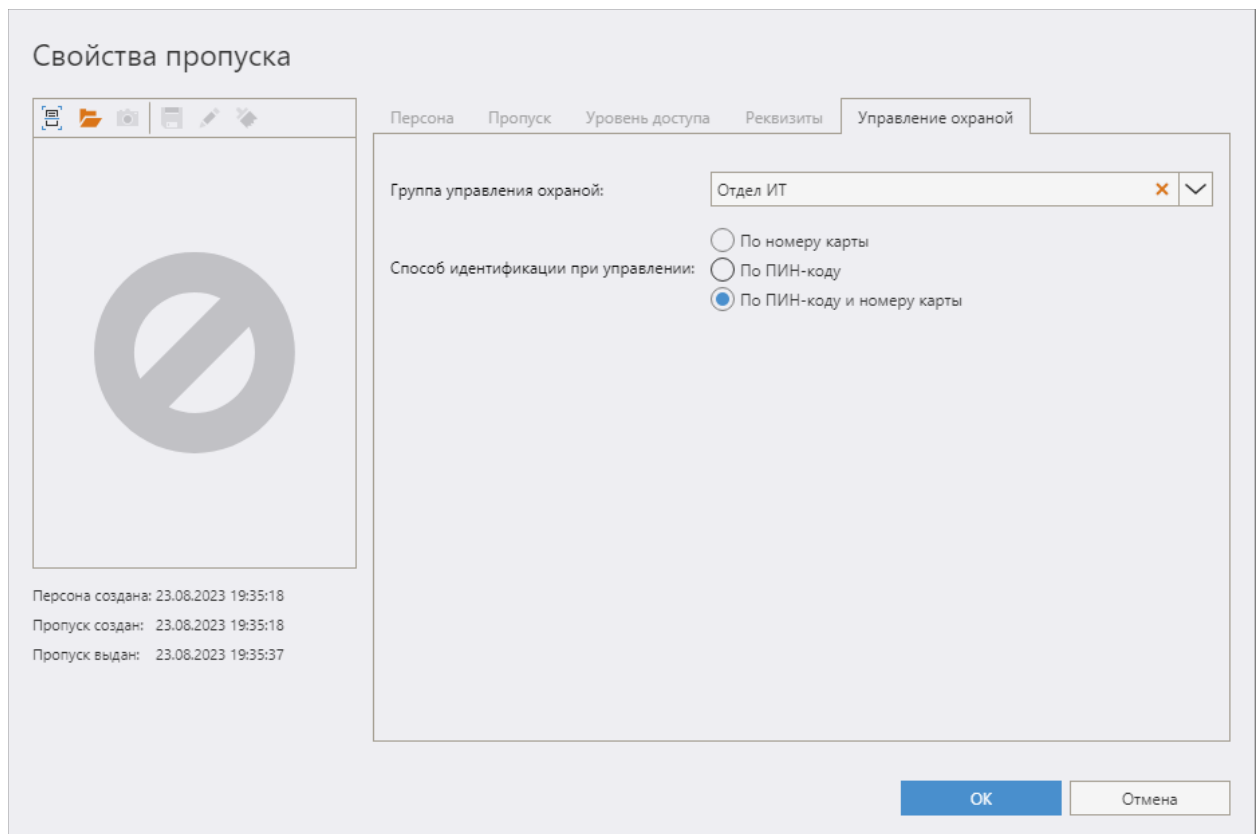 Свойства пропуска
Персона Пропуск Уровень доступа Реквизиты Управление охраной
Группа управления охраной: Отдел ИТ
По номеру карты
Способ идентификации при управлении: По ПИН-коду
По ПИН-коду и номеру карты
Персона создана: 23.08.2023 19:35:18
Пропуск создан: 23.08.2023 19:35:18
Пропуск выдан: 23.08.2023 19:35:37
ОК Отмена